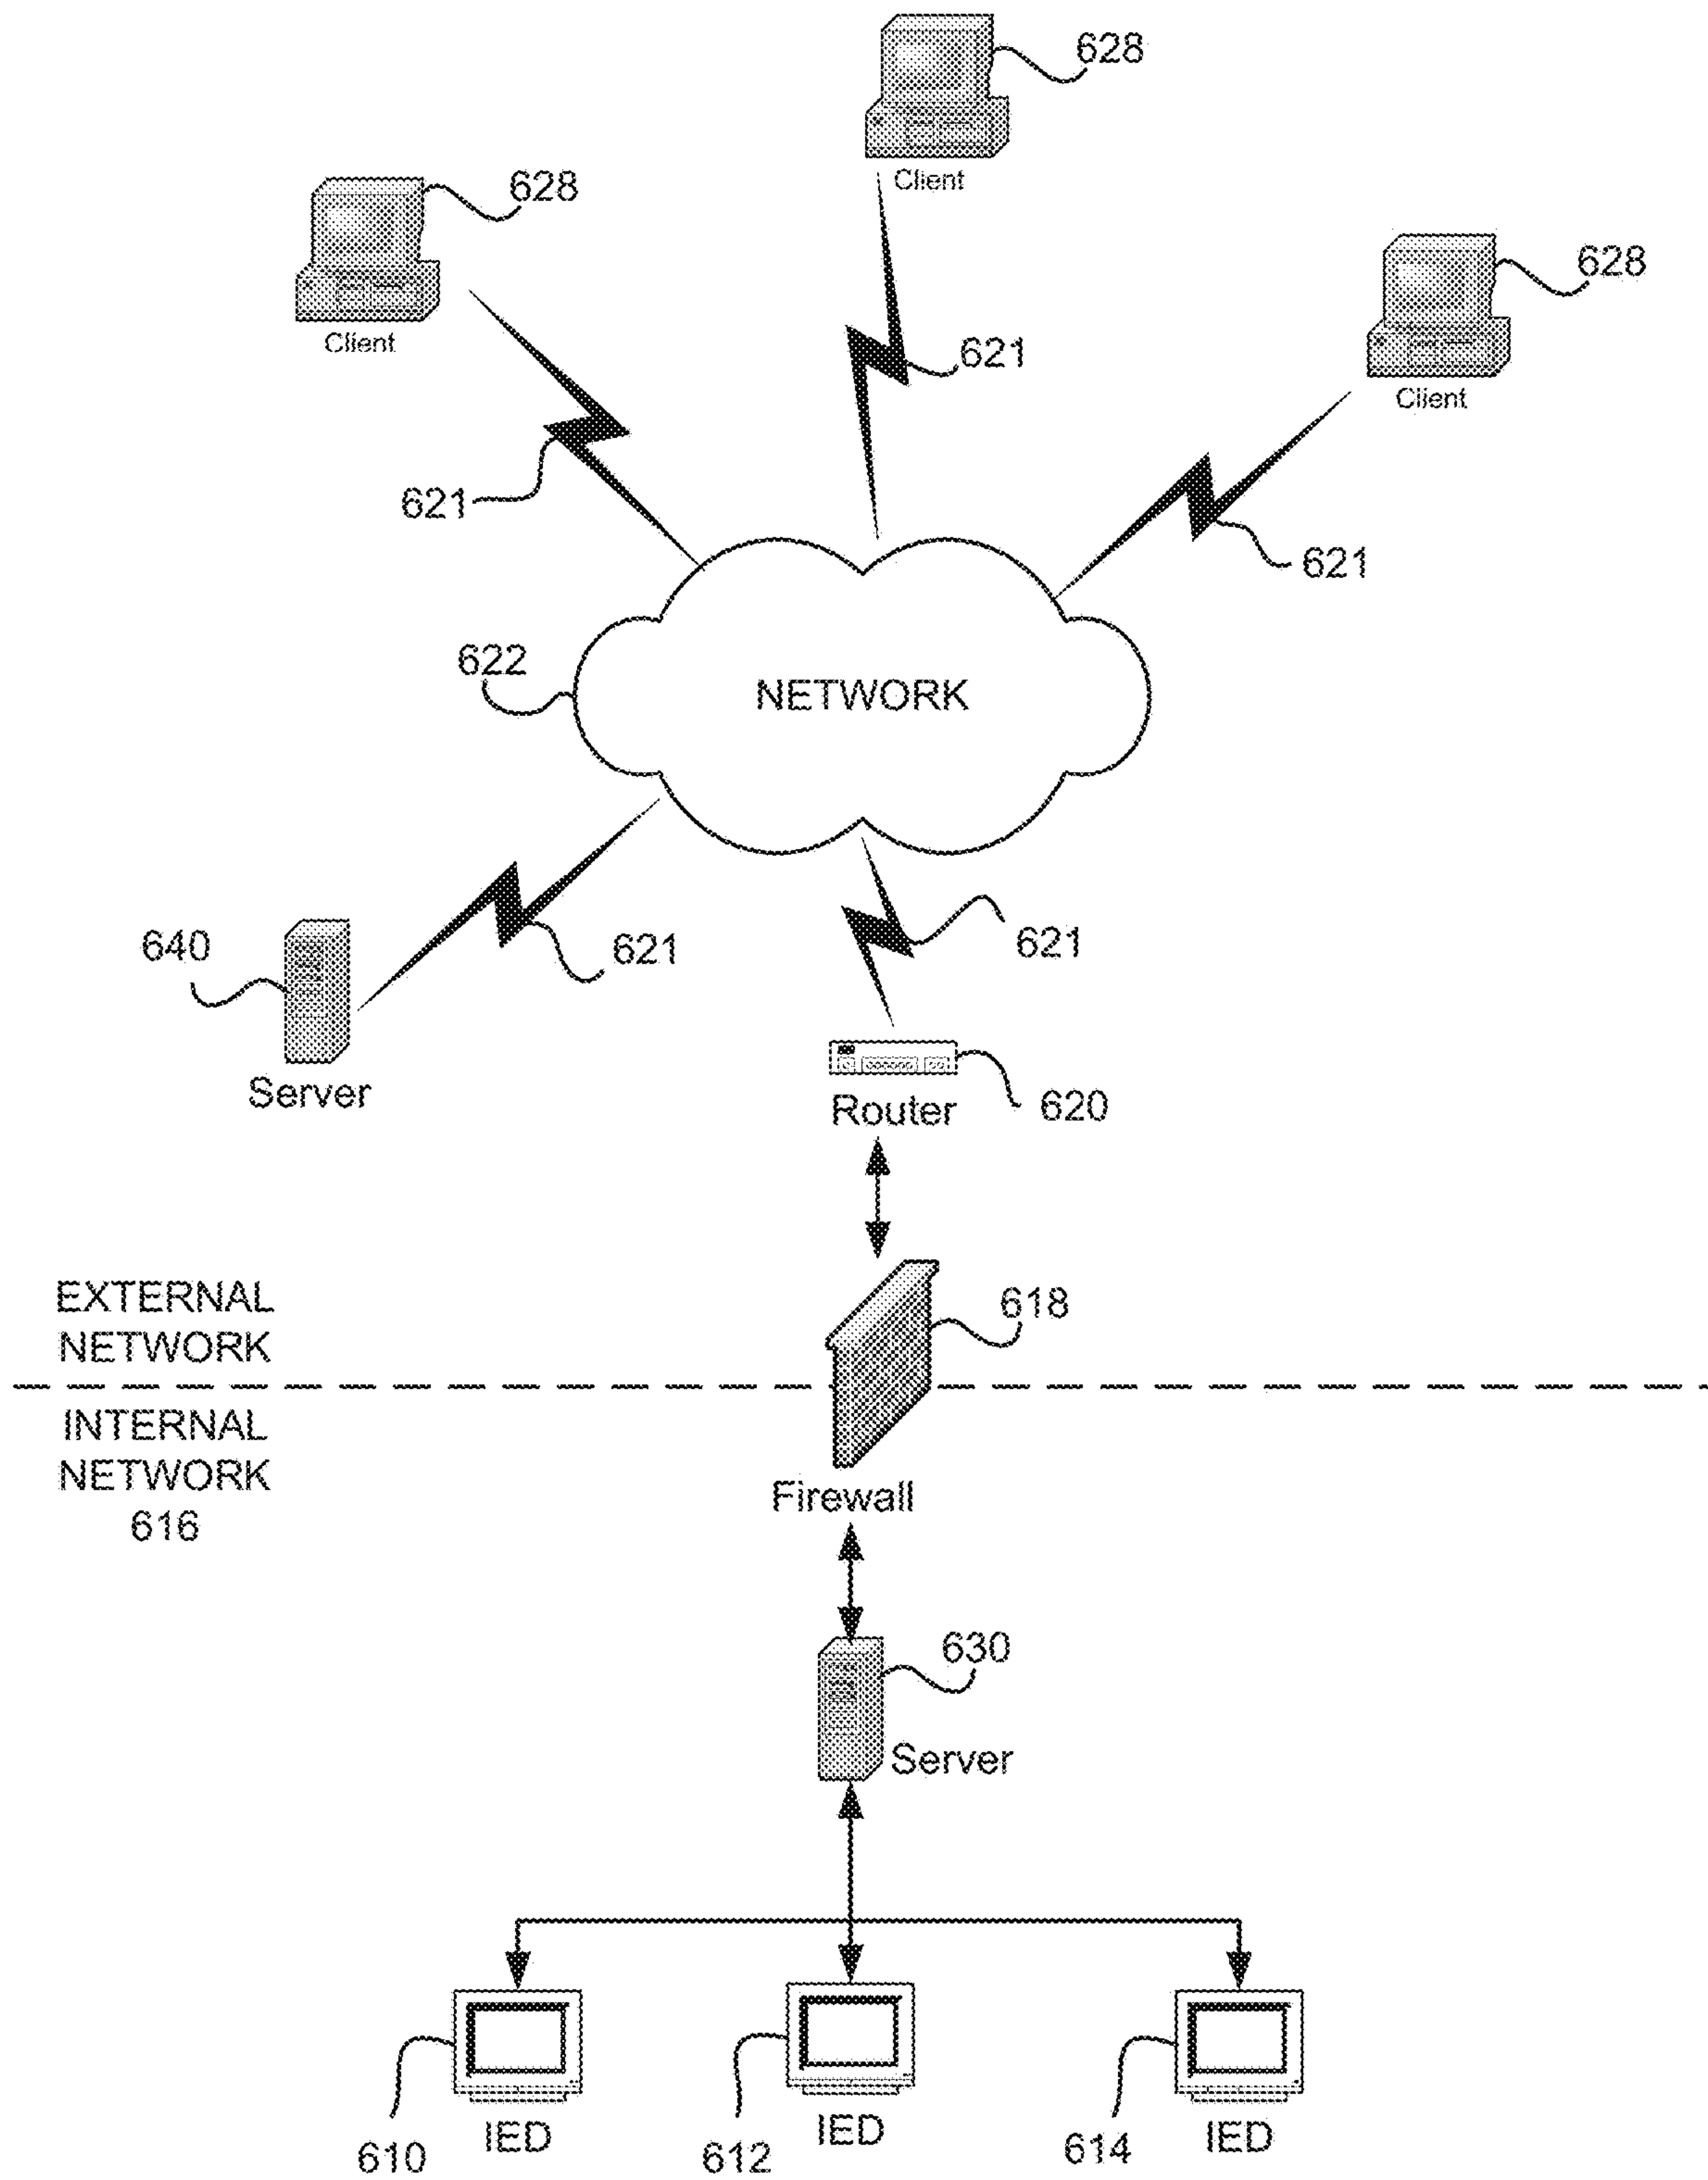 628
Client
628
Client
628
Client
621
621
621
622
NETWORK
640
621
621
Server
Router
620
EXTERNAL
NETWORK
618
INTERNAL
NETWORK
616
Firewall
630
Server
610
IED
612
IED
614
IED